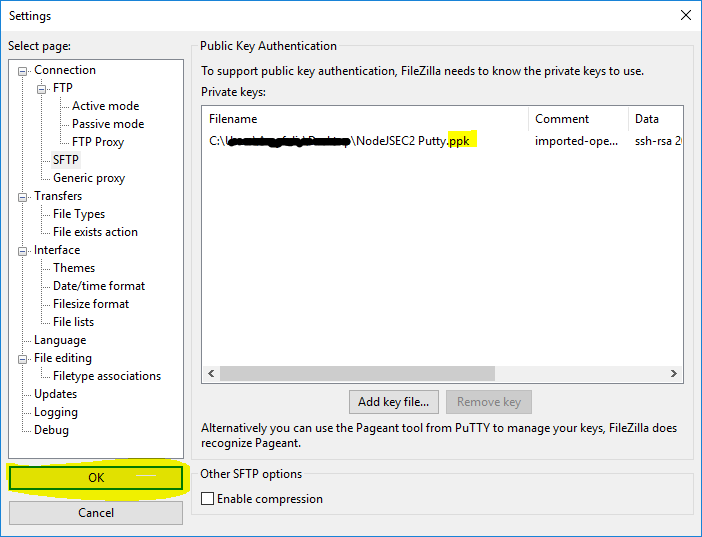 Settings
Select page:
Connection
FTP
Active mode
Passive mode
FTP Proxy
SFTP
Generic proxy
Transfers
File Types
File exists action
Interface
Themes
Date/time format
Filesize format
File lists
Language
File editing
Filetype associations
Updates
Logging
Debug
OK
Cancel
Public Key Authentication
To support public key authentication, FileZilla needs to know the private keys to use.
Private keys:
Filename Comment Data
C:\ \NodeJSEC2 Putty.ppk imported-ope... ssh-rsa 20
Add key file... Remove key
Alternatively you can use the Pageant tool from PuTTY to manage your keys, FileZilla does
recognize Pageant.
Other SFTP options
Enable compression